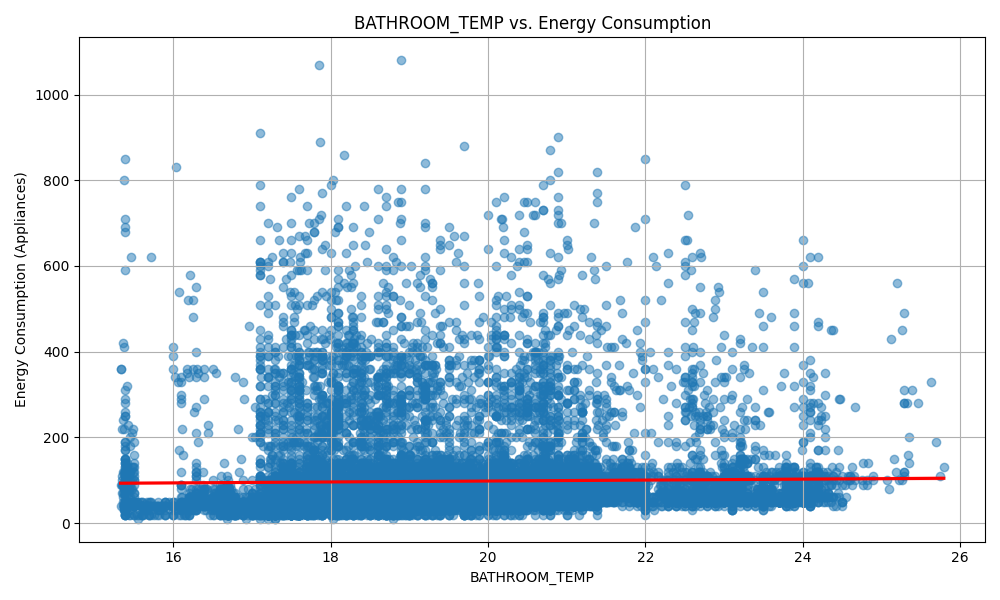 BATHROOM_TEMP vs. Energy Consumption
Energy Consumption (Appliances)
1000
800
600
400
200
0
16 18 20 22 24 26
BATHROOM_TEMP